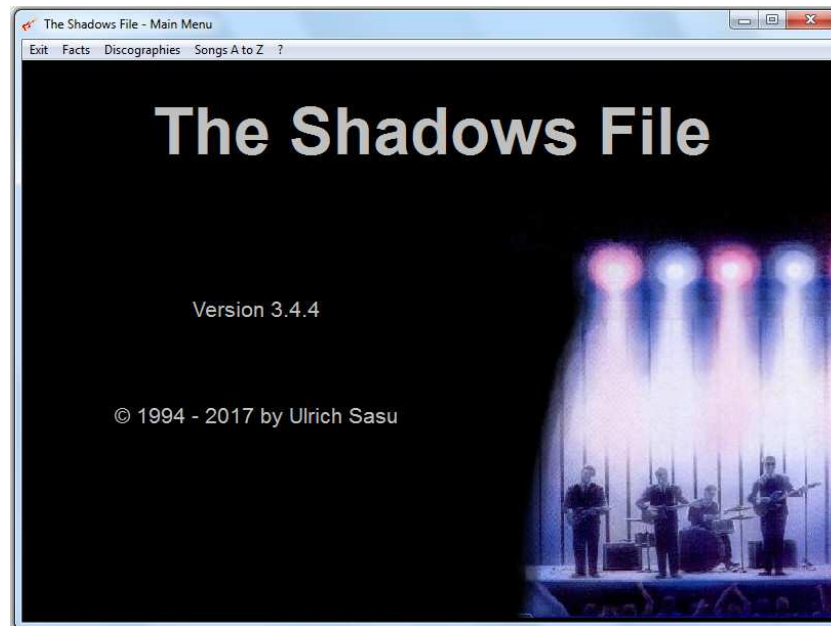 The Shadows File - Main Menu
Exit Facts Discographies Songs A to Z ?
The Shadows File
Version 3.4.4
© 1994 - 2017 by Ulrich Sasu